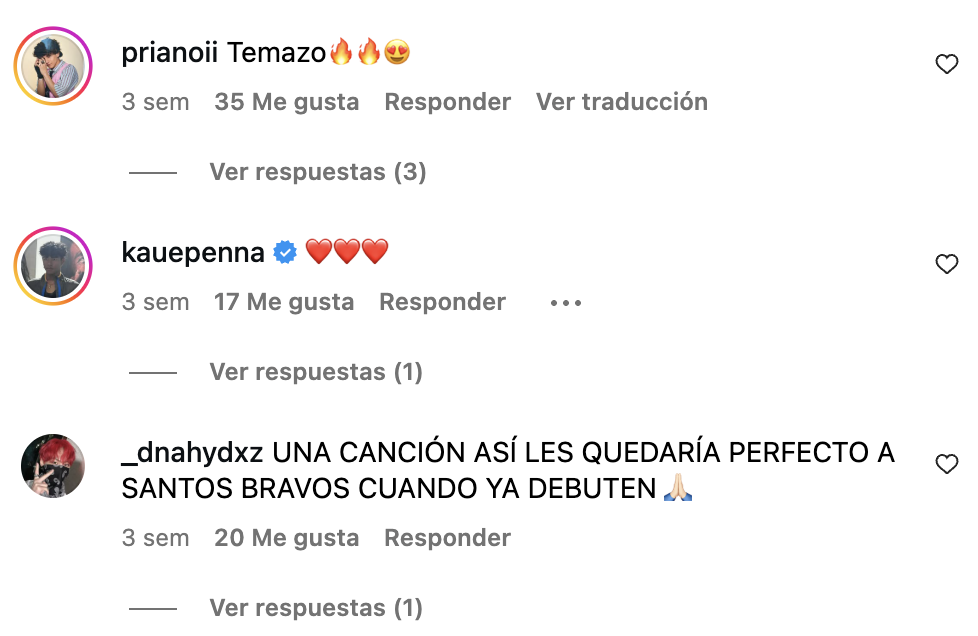 prianoii Temazo🔥🔥😍
3 sem 35 Me gusta Responder Ver traducción
Ver respuestas (3)
kauepenna ❤️❤️❤️
3 sem 17 Me gusta Responder ...
Ver respuestas (1)
_dnahydxz UNA CANCIÓN ASÍ LES QUEDARÍA PERFECTO A
SANTOS BRAVOS CUANDO YA DEBUTEN🙏🏻
3 sem 20 Me gusta Responder
Ver respuestas (1)